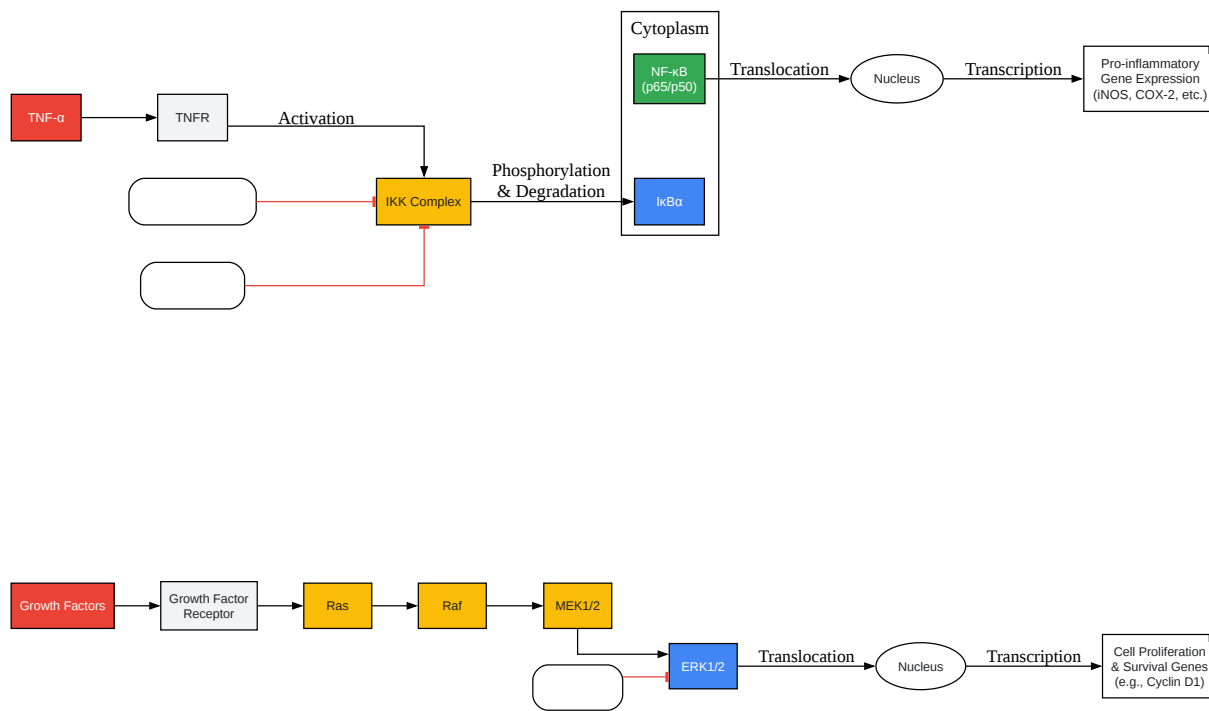 Cytoplasm
NF-κB
(p65/p50)
Translocation
Nucleus
Transcription
Pro-inflammatory
Gene Expression
(iNOS, COX-2, etc.)
TNF-α
TNFR
Activation
Phosphorylation
& Degradation
IKK Complex
IκBα
Growth Factors
Growth Factor
Receptor
Ras
Raf
MEK1/2
ERK1/2
Translocation
Nucleus
Transcription
Cell Proliferation
& Survival Genes
(e.g., Cyclin D1)